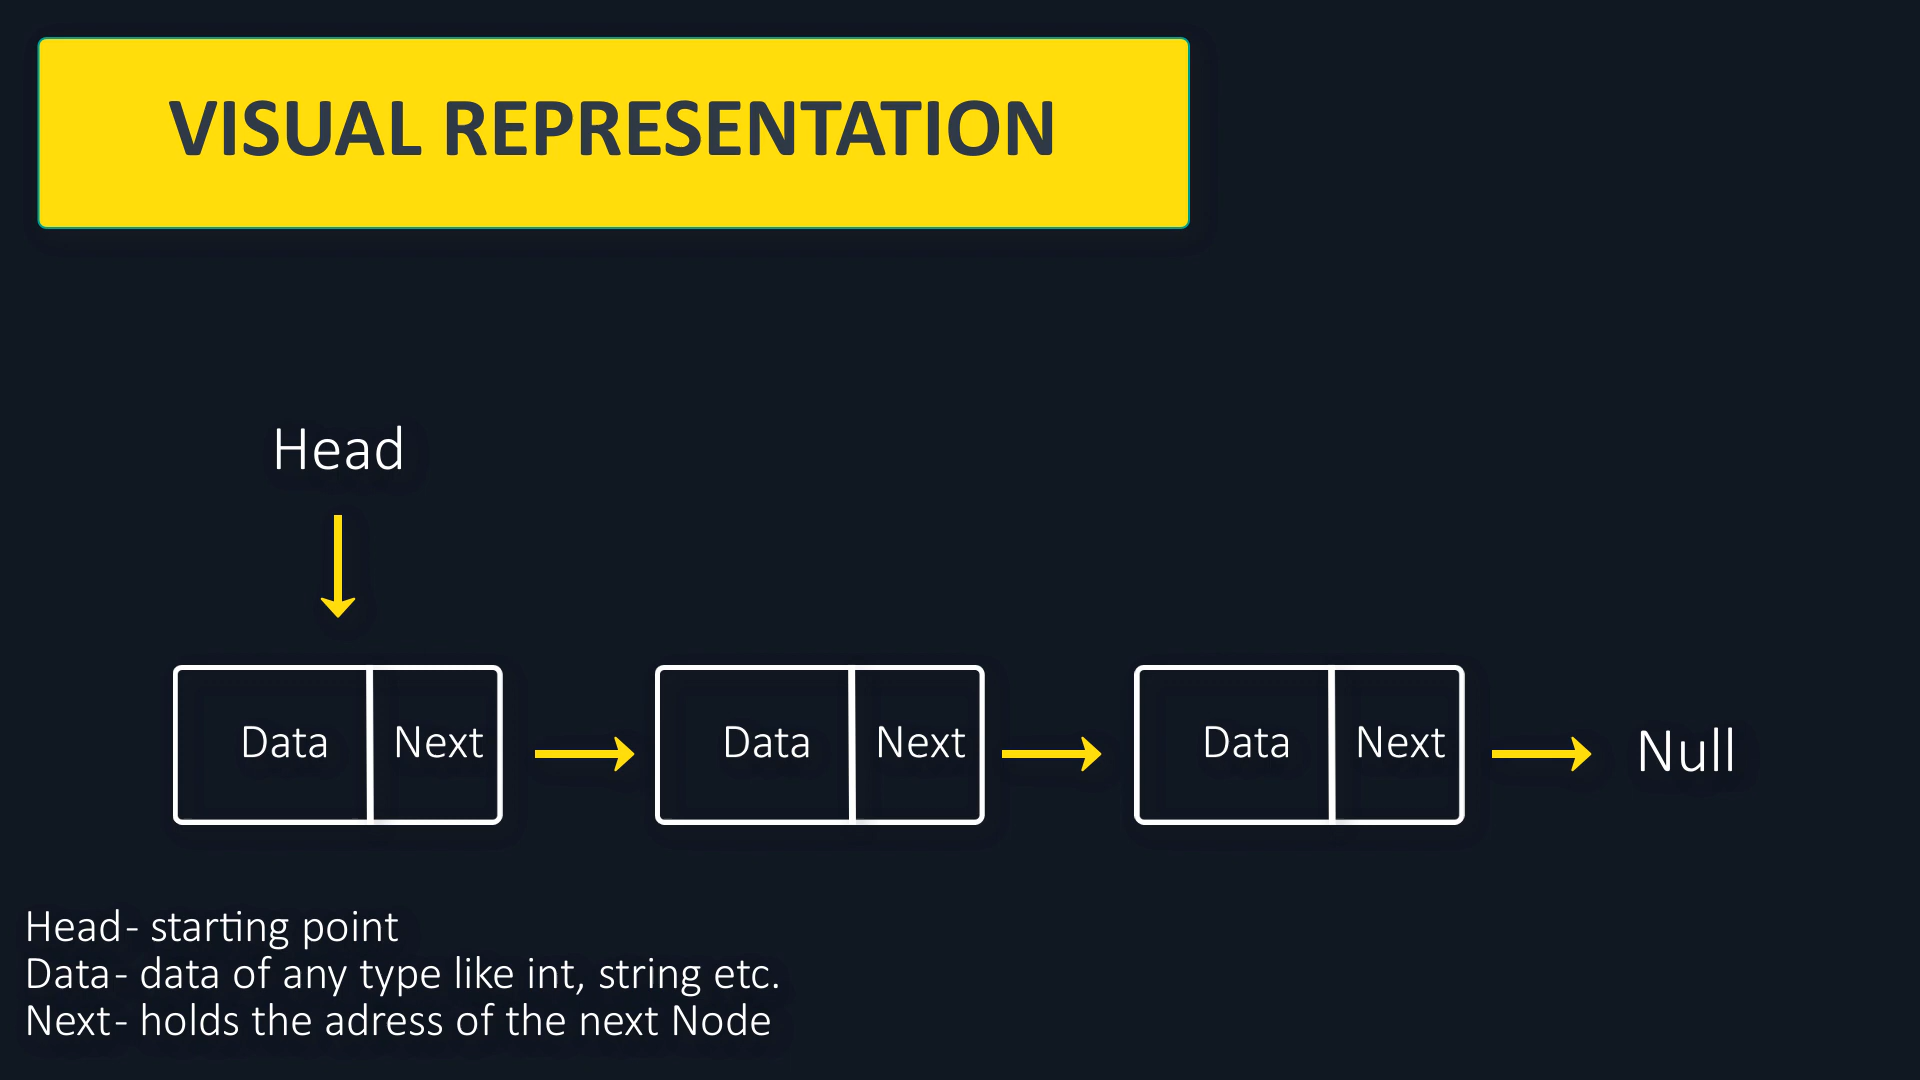 VISUAL REPRESENTATION
Head
Data Next Data Next Data Next Null
Head- starting point
Data- data of any type like int, string etc.
Next- holds the adress of the next Node